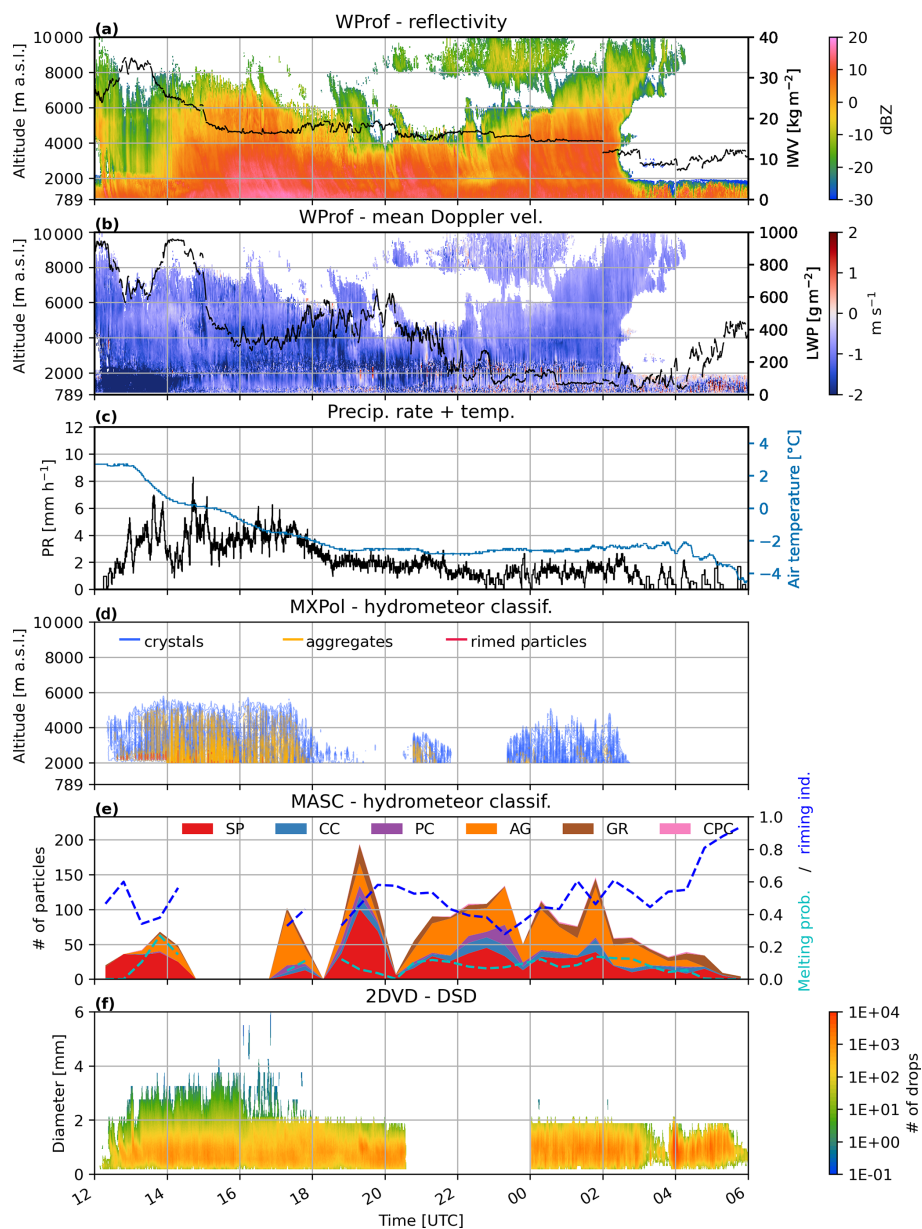 (a)
WProf - reflectivity
10000
8000
6000
4000
2000
789
Altitude [m a.s.l.]
40
30
20
10
0
IWV [kg m⁻²]
20
10
0
-10
-20
-30
dBZ
(b)
WProf - mean Doppler vel.
10000
8000
6000
4000
2000
789
Altitude [m a.s.l.]
1000
800
600
400
200
0
LWP [gm⁻²]
2
1
0
-1
-2
m s⁻¹
(c)
Precip. rate + temp.
12
10
8
6
4
2
0
PR [mm h⁻¹]
4
2
0
−2
−4
Air temperature [°C]
(d)
MXPol - hydrometeor classif.
crystals aggregates rimed particles
10000
8000
6000
4000
2000
789
Altitude [m a.s.l.]
(e)
MASC - hydrometeor classif.
SP CC PC AG GR CPC
200
150
100
50
0
# of particles
1.0
0.8
0.6
0.4
0.2
0.0
Melting prob. / riming ind.
(f)
2DVD - DSD
6
4
2
0
Diameter [mm]
1E+04
1E+03
1E+02
1E+01
1E+00
1E-01
# of drops
12 14 16 18 20 22 00 02 04 06
Time [UTC]